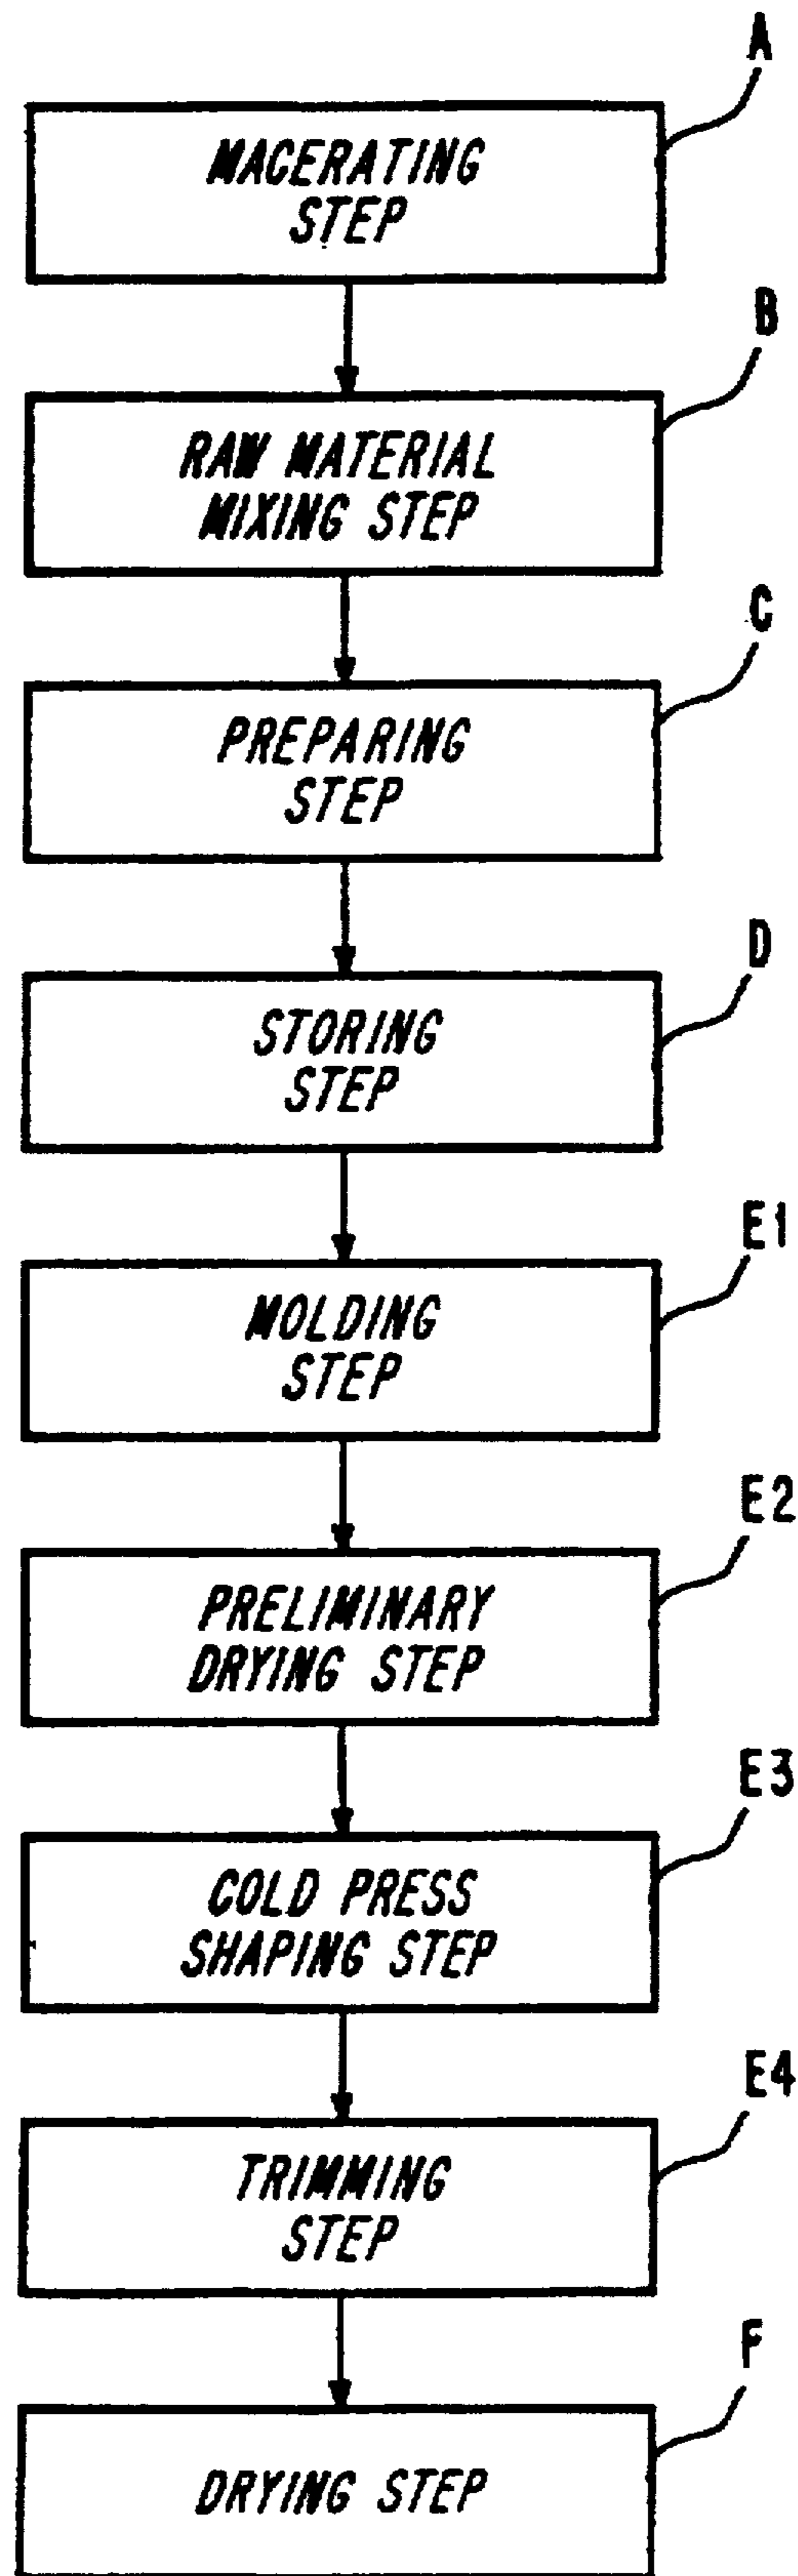 A
MACERATING
STEP
B
RAW MATERIAL
MIXING STEP
C
PREPARING
STEP
D
STORING
STEP
E1
MOLDING
STEP
E2
PRELIMINARY
DRYING STEP
E3
COLD PRESS
SHAPING STEP
E4
TRIMMING
STEP
F
DRYING STEP